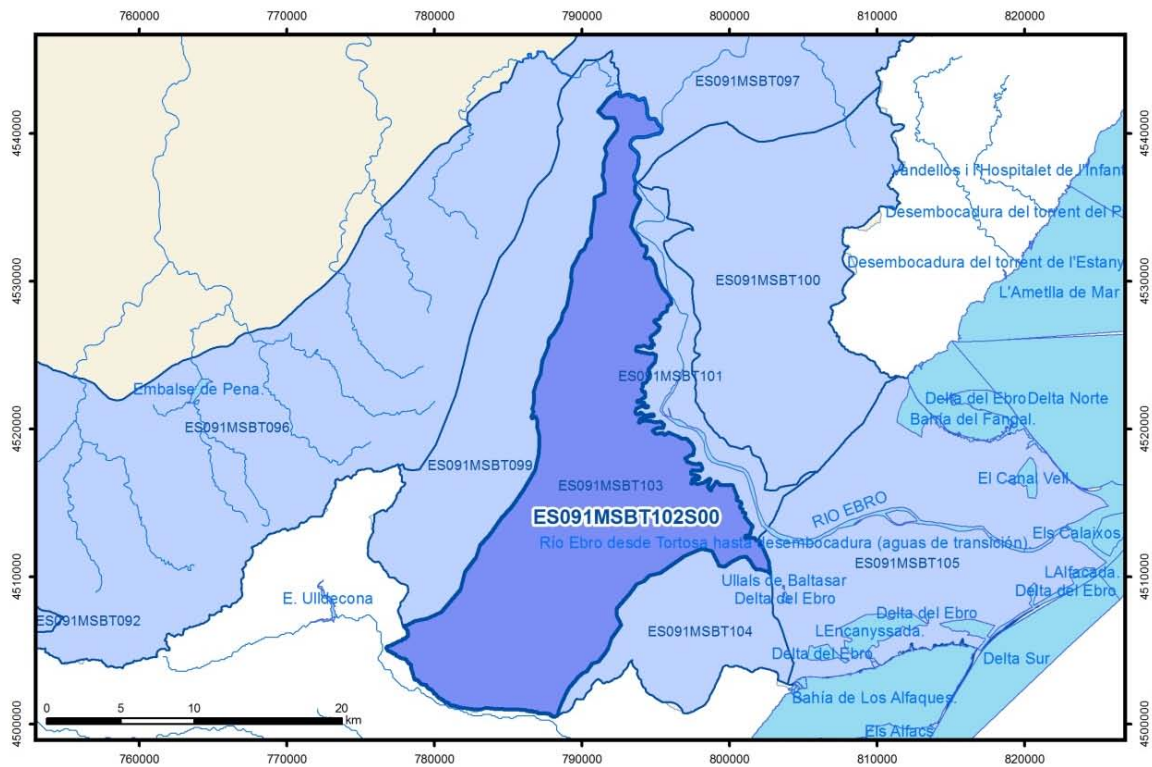 760000
770000
780000
790000
800000
810000
820000
4540000
4540000
ES091MSBT097
Vandellos i l'Hospitalet de l'Infant
Desembocadura del torrent del P
Desembocadura del torrent de l'Estany
4530000
4530000
ES091MSBT100
L'Ametlla de Mar
ES091MSBT101
Embalse de Pena.
Delta del Ebro
Delta Norte
Bahía del Fangal.
4520000
4520000
ES091MSBT096
ES091MSBT099
ES091MSBT103
El Canal Vell.
ES091MSBT102S00
RIO EBRO
Els Calaixos
Río Ebro desde Tortosa hasta desembocadura (aguas de transición)
ES091MSBT105
4510000
4510000
Ullals de Baltasar
Delta del Ebro
LAlfacada.
Delta del Ebro
E. Ulldecona
ES091MSBT092
ES091MSBT104
Delta del Ebro
LEncanyssada.
Delta del Ebro
Delta Sur
0 5 10 20
km
Bahía de Los Alfaques.
Els Alfacs
4500000
4500000
760000
770000
780000
790000
800000
810000
820000